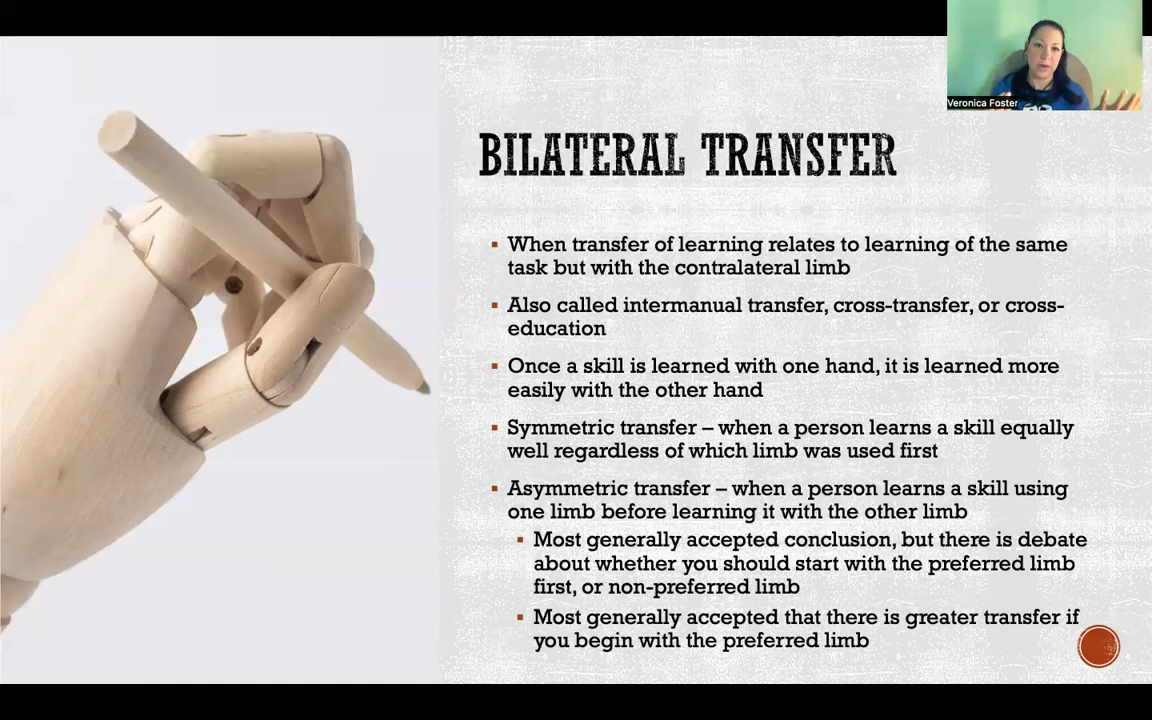 Veronica Foster
BILATERAL TRANSFER
▪ When transfer of learning relates to learning of the same
task but with the contralateral limb
▪ Also called intermanual transfer, cross-transfer, or cross-
education
▪ Once a skill is learned with one hand, it is learned more
easily with the other hand
▪ Symmetric transfer – when a person learns a skill equally
well regardless of which limb was used first
▪ Asymmetric transfer – when a person learns a skill using
one limb before learning it with the other limb
▪ Most generally accepted conclusion, but there is debate
about whether you should start with the preferred limb
first, or non-preferred limb
▪ Most generally accepted that there is greater transfer if
you begin with the preferred limb